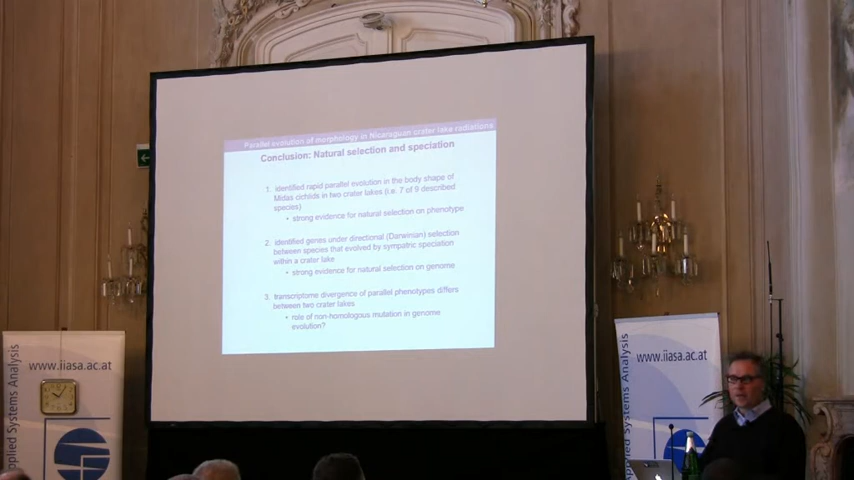 Parallel evolution of morphology in Nicaraguan crater lake radiations
Conclusion: Natural selection and speciation
1. identified rapid parallel evolution in the body shape of
Midas cichlids in two crater lakes (i.e. 7 of 9 described
species)
• strong evidence for natural selection on phenotype
2. identified genes under directional (Darwinian) selection
between species that evolved by sympatric speciation
within a crater lake
• strong evidence for natural selection on genome
3. transcriptome divergence of parallel phenotypes differs
between two crater lakes
• role of non-homologous mutation in genome
evolution?
www.iiasa.ac.at
Applied Systems Analysis
www.iiasa.ac.at
Applied Systems Analysis